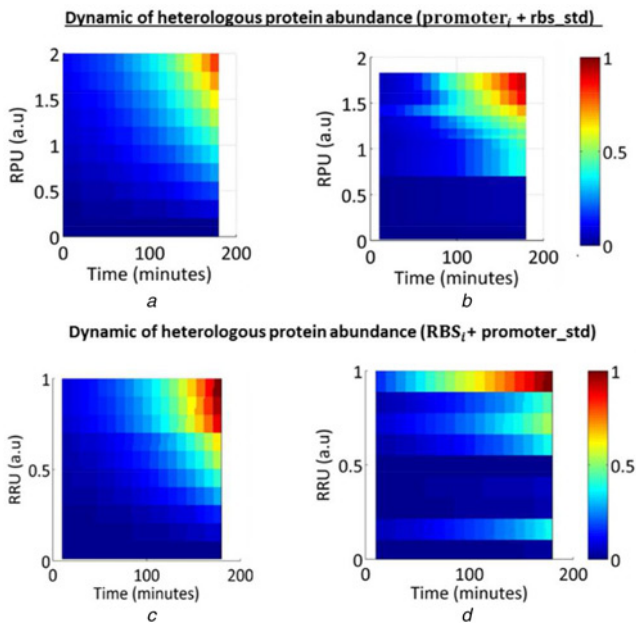 Dynamic of heterologous protein abundance (promoterᵢ + rbs_std)
2
1.5
1
0.5
0
RPU (a.u)
0 100 200
Time (minutes)
a
2
1.5
1
0.5
0
RPU (a.u)
0 100 200
Time (minutes)
b
1
0.5
0
Dynamic of heterologous protein abundance (RBSᵢ + promoter_std)
1
0.5
0
RRU (a.u)
0 100 200
Time (minutes)
c
1
0.5
0
RRU (a.u)
0 100 200
Time (minutes)
d
1
0.5
0